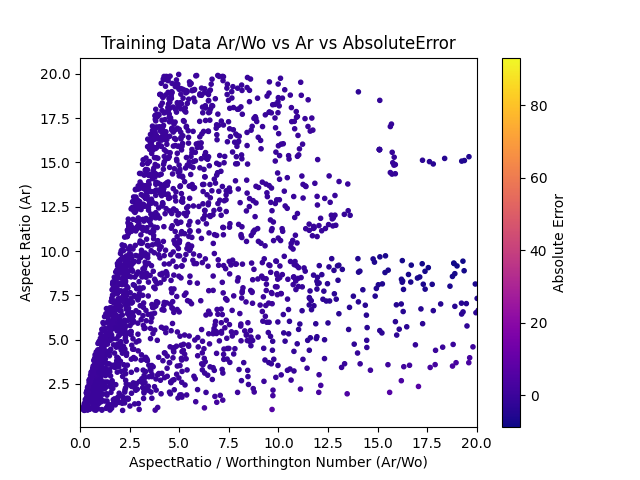 Training Data Ar/Wo vs Ar vs AbsoluteError
20.0
17.5
15.0
12.5
10.0
7.5
5.0
2.5
Aspect Ratio (Ar)
0.0 2.5 5.0 7.5 10.0 12.5 15.0 17.5 20.0
AspectRatio / Worthington Number (Ar/Wo)
80
60
40
20
0
Absolute Error